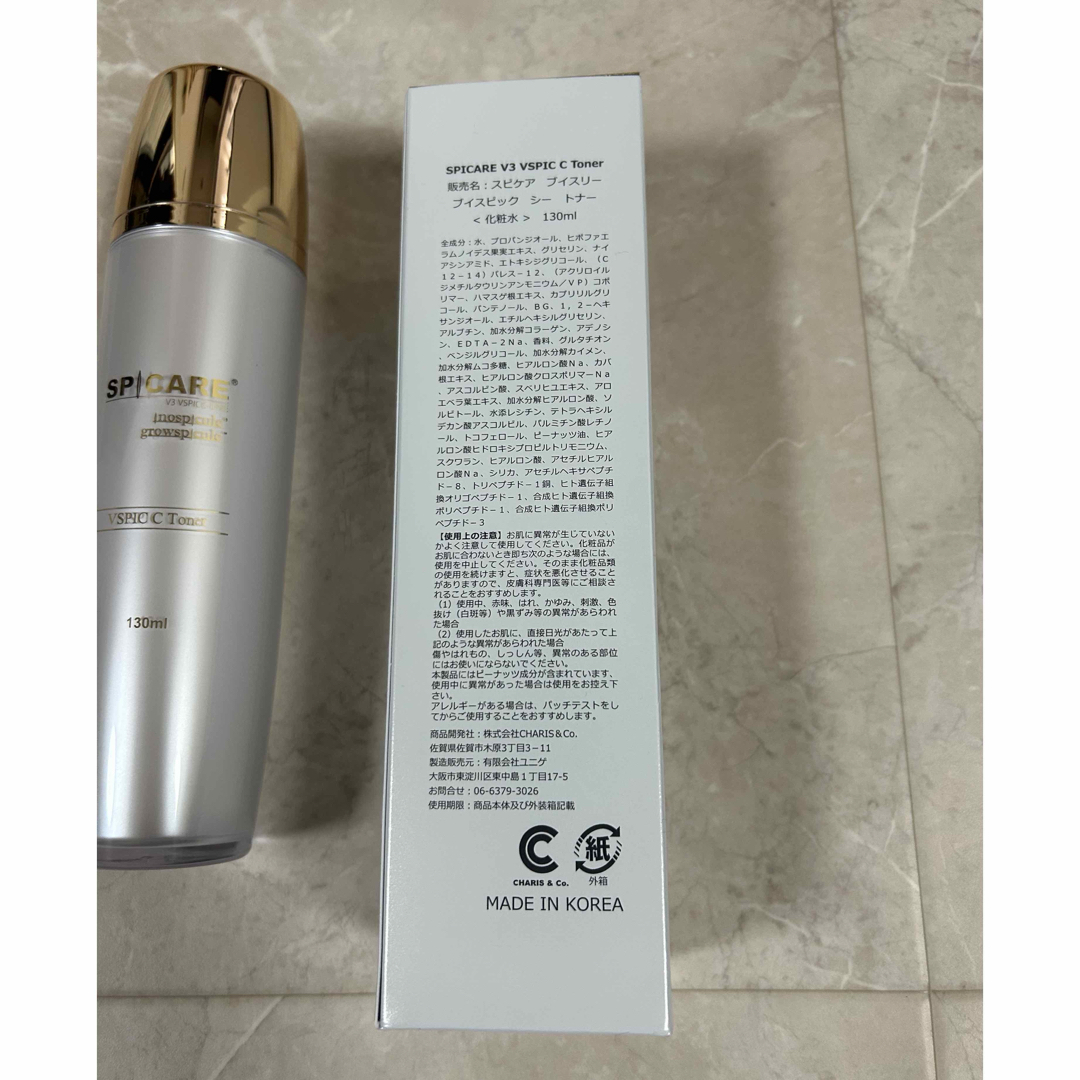 SPICARE®
V3 VSPIC
growspicule
VSPIC C Toner
130ml
SPICARE V3 VSPIC C Toner
販売名：スピケア　ブイスリー
ブイスピック　シー　トナー
＜ 化粧水 ＞　130ml
全成分：水、プロパンジオール、ヒポファエ
ラムノイデス果実エキス、グリセリン、ナイ
アシンアミド、エトキシジグリコール、（Ｃ
１２－１４）パレス－１２、（アクリロイル
ジメチルタウリンアンモニウム／ＶＰ）コポ
リマー、ハマスゲ根エキス、カプリリルグリ
コール、パンテノール、ＢＧ、１，２－ヘキ
サンジオール、エチルヘキシルグリセリン、
アルブチン、加水分解コラーゲン、アデノシ
ン、ＥＤＴＡ－２Ｎａ、香料、グルタチオン
、ベンジルグリコール、加水分解カイメン、
加水分解ムコ多糖、ヒアルロン酸Ｎａ、カバ
根エキス、ヒアルロン酸クロスポリマーＮａ
、アスコルビン酸、スベリヒユエキス、アロ
エベラ葉エキス、加水分解ヒアルロン酸、ソ
ルビトール、水添レシチン、テトラヘキシル
デカン酸アスコルビル、パルミチン酸レチノ
ール、トコフェロール、ピーナッツ油、ヒア
ルロン酸ヒドロキシプロピルトリモニウム、
スクワラン、ヒアルロン酸、アセチルヒアル
ロン酸Ｎａ、シリカ、アセチルヘキサペプチ
ド－８、トリペプチド－１銅、ヒト遺伝子組
換オリゴペプチド－１、合成ヒト遺伝子組換
ポリペプチド－１、合成ヒト遺伝子組換ポリ
ペプチド－３
【使用上の注意】お肌に異常が生じていない
かよく注意して使用してください。化粧品が
お肌に合わないとき即ち次のような場合には、
使用を中止してください。そのまま化粧品類
の使用を続けますと、症状を悪化させること
がありますので、皮膚科専門医等にご相談さ
れることをおすすめします。
（1）使用中、赤味、はれ、かゆみ、刺激、色
抜け（白斑等）や黒ずみ等の異常があらわれ
た場合
（2）使用したお肌に、直接日光があたって上
記のような異常があらわれた場合
傷やはれもの、しっしん等、異常のある部位
にはお使いにならないでください。
本製品にはピーナッツ成分が含まれています、
使用中に異常があった場合は使用をお控え下
さい。
アレルギーがある場合は、パッチテストをし
てからご使用することをおすすめします。
商品開発社：株式会社CHARIS＆Co.
佐賀県佐賀市木原3丁目3－11
製造販売元：有限会社ユニゲ
大阪市東淀川区東中島１丁目17-5
お問合せ：06-6379-3026
使用期限：商品本体及び外装箱記載
CHARIS & Co.
紙
外箱
MADE IN KOREA